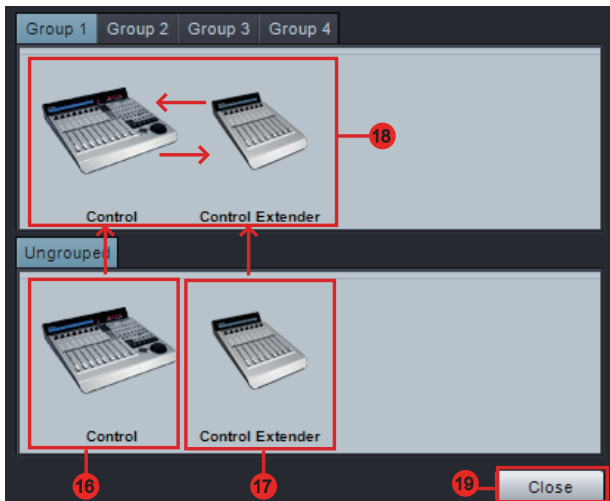 Group 1 Group 2 Group 3 Group 4
18
Control Control Extender
Ungrouped
Control Control Extender
16 17 19 Close